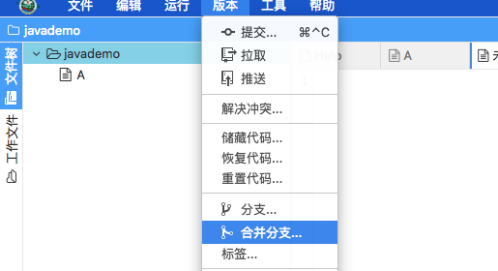 文件 编辑 运行 版本 工具 帮助
javademo
javademo
A
A
文件树
工作文件
提交... ⌘^C
拉取
推送
解决冲突...
储藏代码...
恢复代码...
重置代码...
分支...
合并分支...
标签...